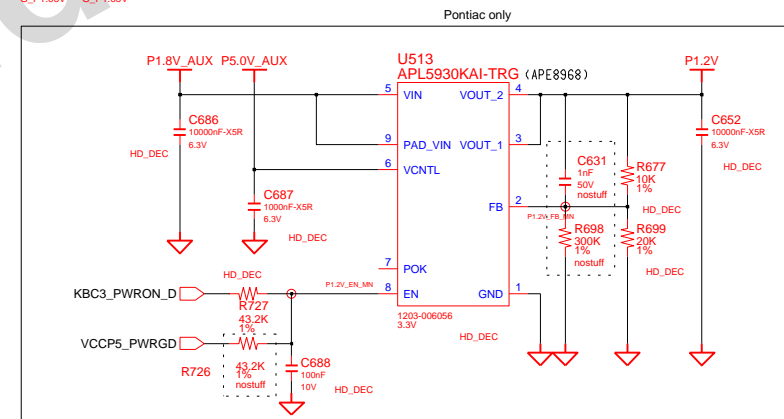 Pontiac only
P1.8V_AUX
P5.0V_AUX
U513
APL5930KAI-TRG (APE8968)
P1.2V
5 VIN
VOUT_2 4
9 PAD_VIN
VOUT_1 3
6 VCNTL
FB 2
7 POK
8 EN
GND 1
C686
10000nF-X5R
6.3V
HD_DEC
C687
1000nF-X5R
6.3V
HD_DEC
C631
1nF
50V
nostuff
R677
10K
1%
HD_DEC
C652
10000nF-X5R
6.3V
HD_DEC
P1.2V_FB_MN
R698
300K
1%
nostuff
R699
20K
1%
HD_DEC
KBC3_PWRON_D
HD_DEC
R727
43.2K
1%
P1.2V_EN_MN
1203-006056
3.3V
HD_DEC
VCCP5_PWRGD
R726
43.2K
1%
nostuff
C688
100nF
10V
HD_DEC